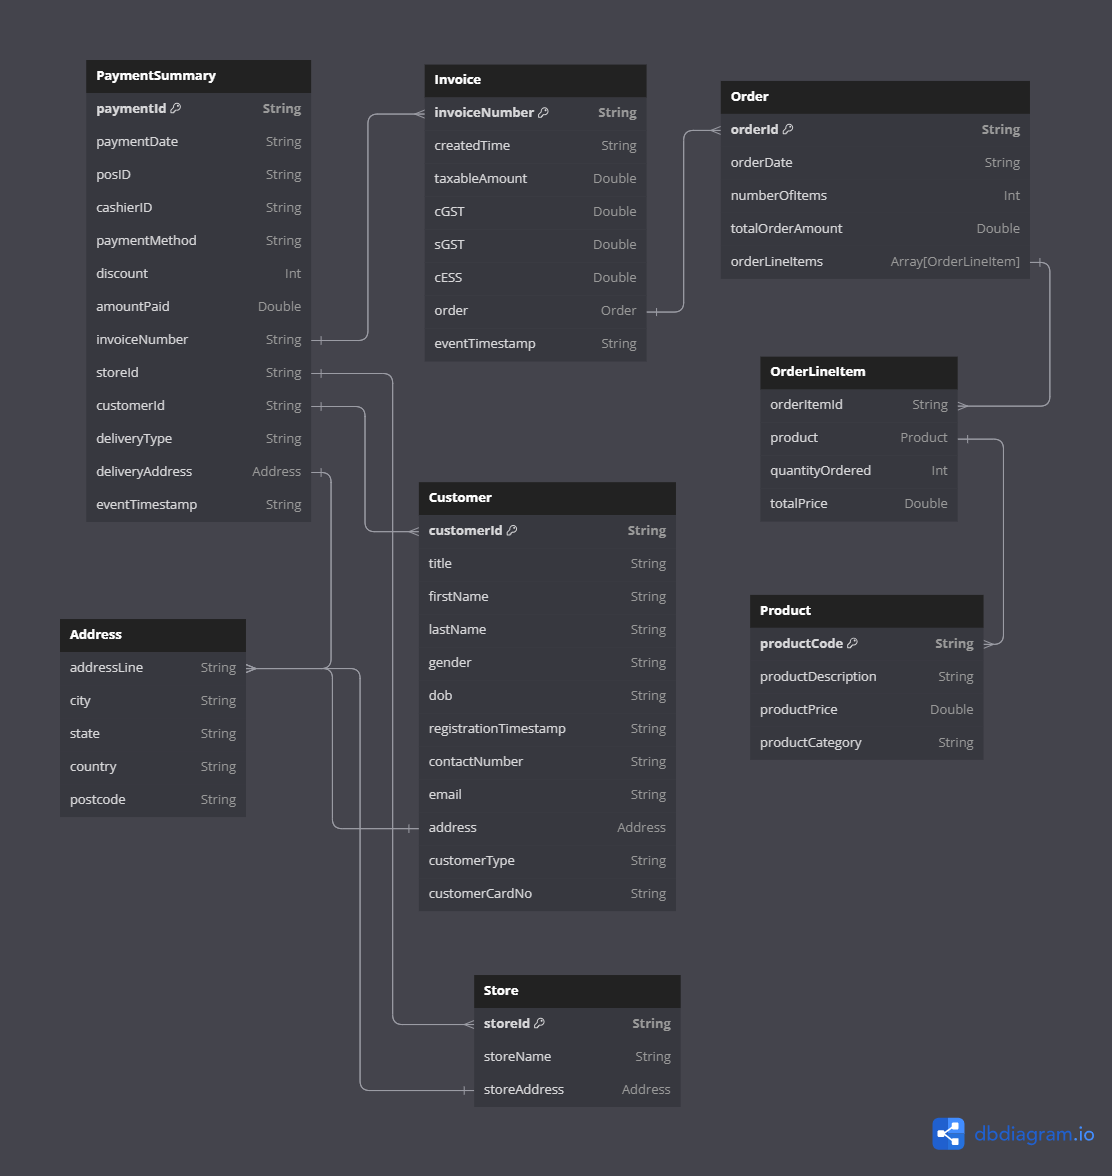 PaymentSummary
paymentId String
paymentDate String
posID String
cashierID String
paymentMethod String
discount Int
amountPaid Double
invoiceNumber String
storeId String
customerId String
deliveryType String
deliveryAddress Address
eventTimestamp String
Invoice
invoiceNumber String
createdTime String
taxableAmount Double
cGST Double
sGST Double
cESS Double
order Order
eventTimestamp String
Order
orderId String
orderDate String
numberOfItems Int
totalOrderAmount Double
orderLineItems Array[OrderLineItem]
OrderLineItem
orderItemId String
product Product
quantityOrdered Int
totalPrice Double
Customer
customerId String
title String
firstName String
lastName String
gender String
dob String
registrationTimestamp String
contactNumber String
email String
address Address
customerType String
customerCardNo String
Product
productCode String
productDescription String
productPrice Double
productCategory String
Address
addressLine String
city String
state String
country String
postcode String
Store
storeId String
storeName String
storeAddress Address
dbdiagram.io